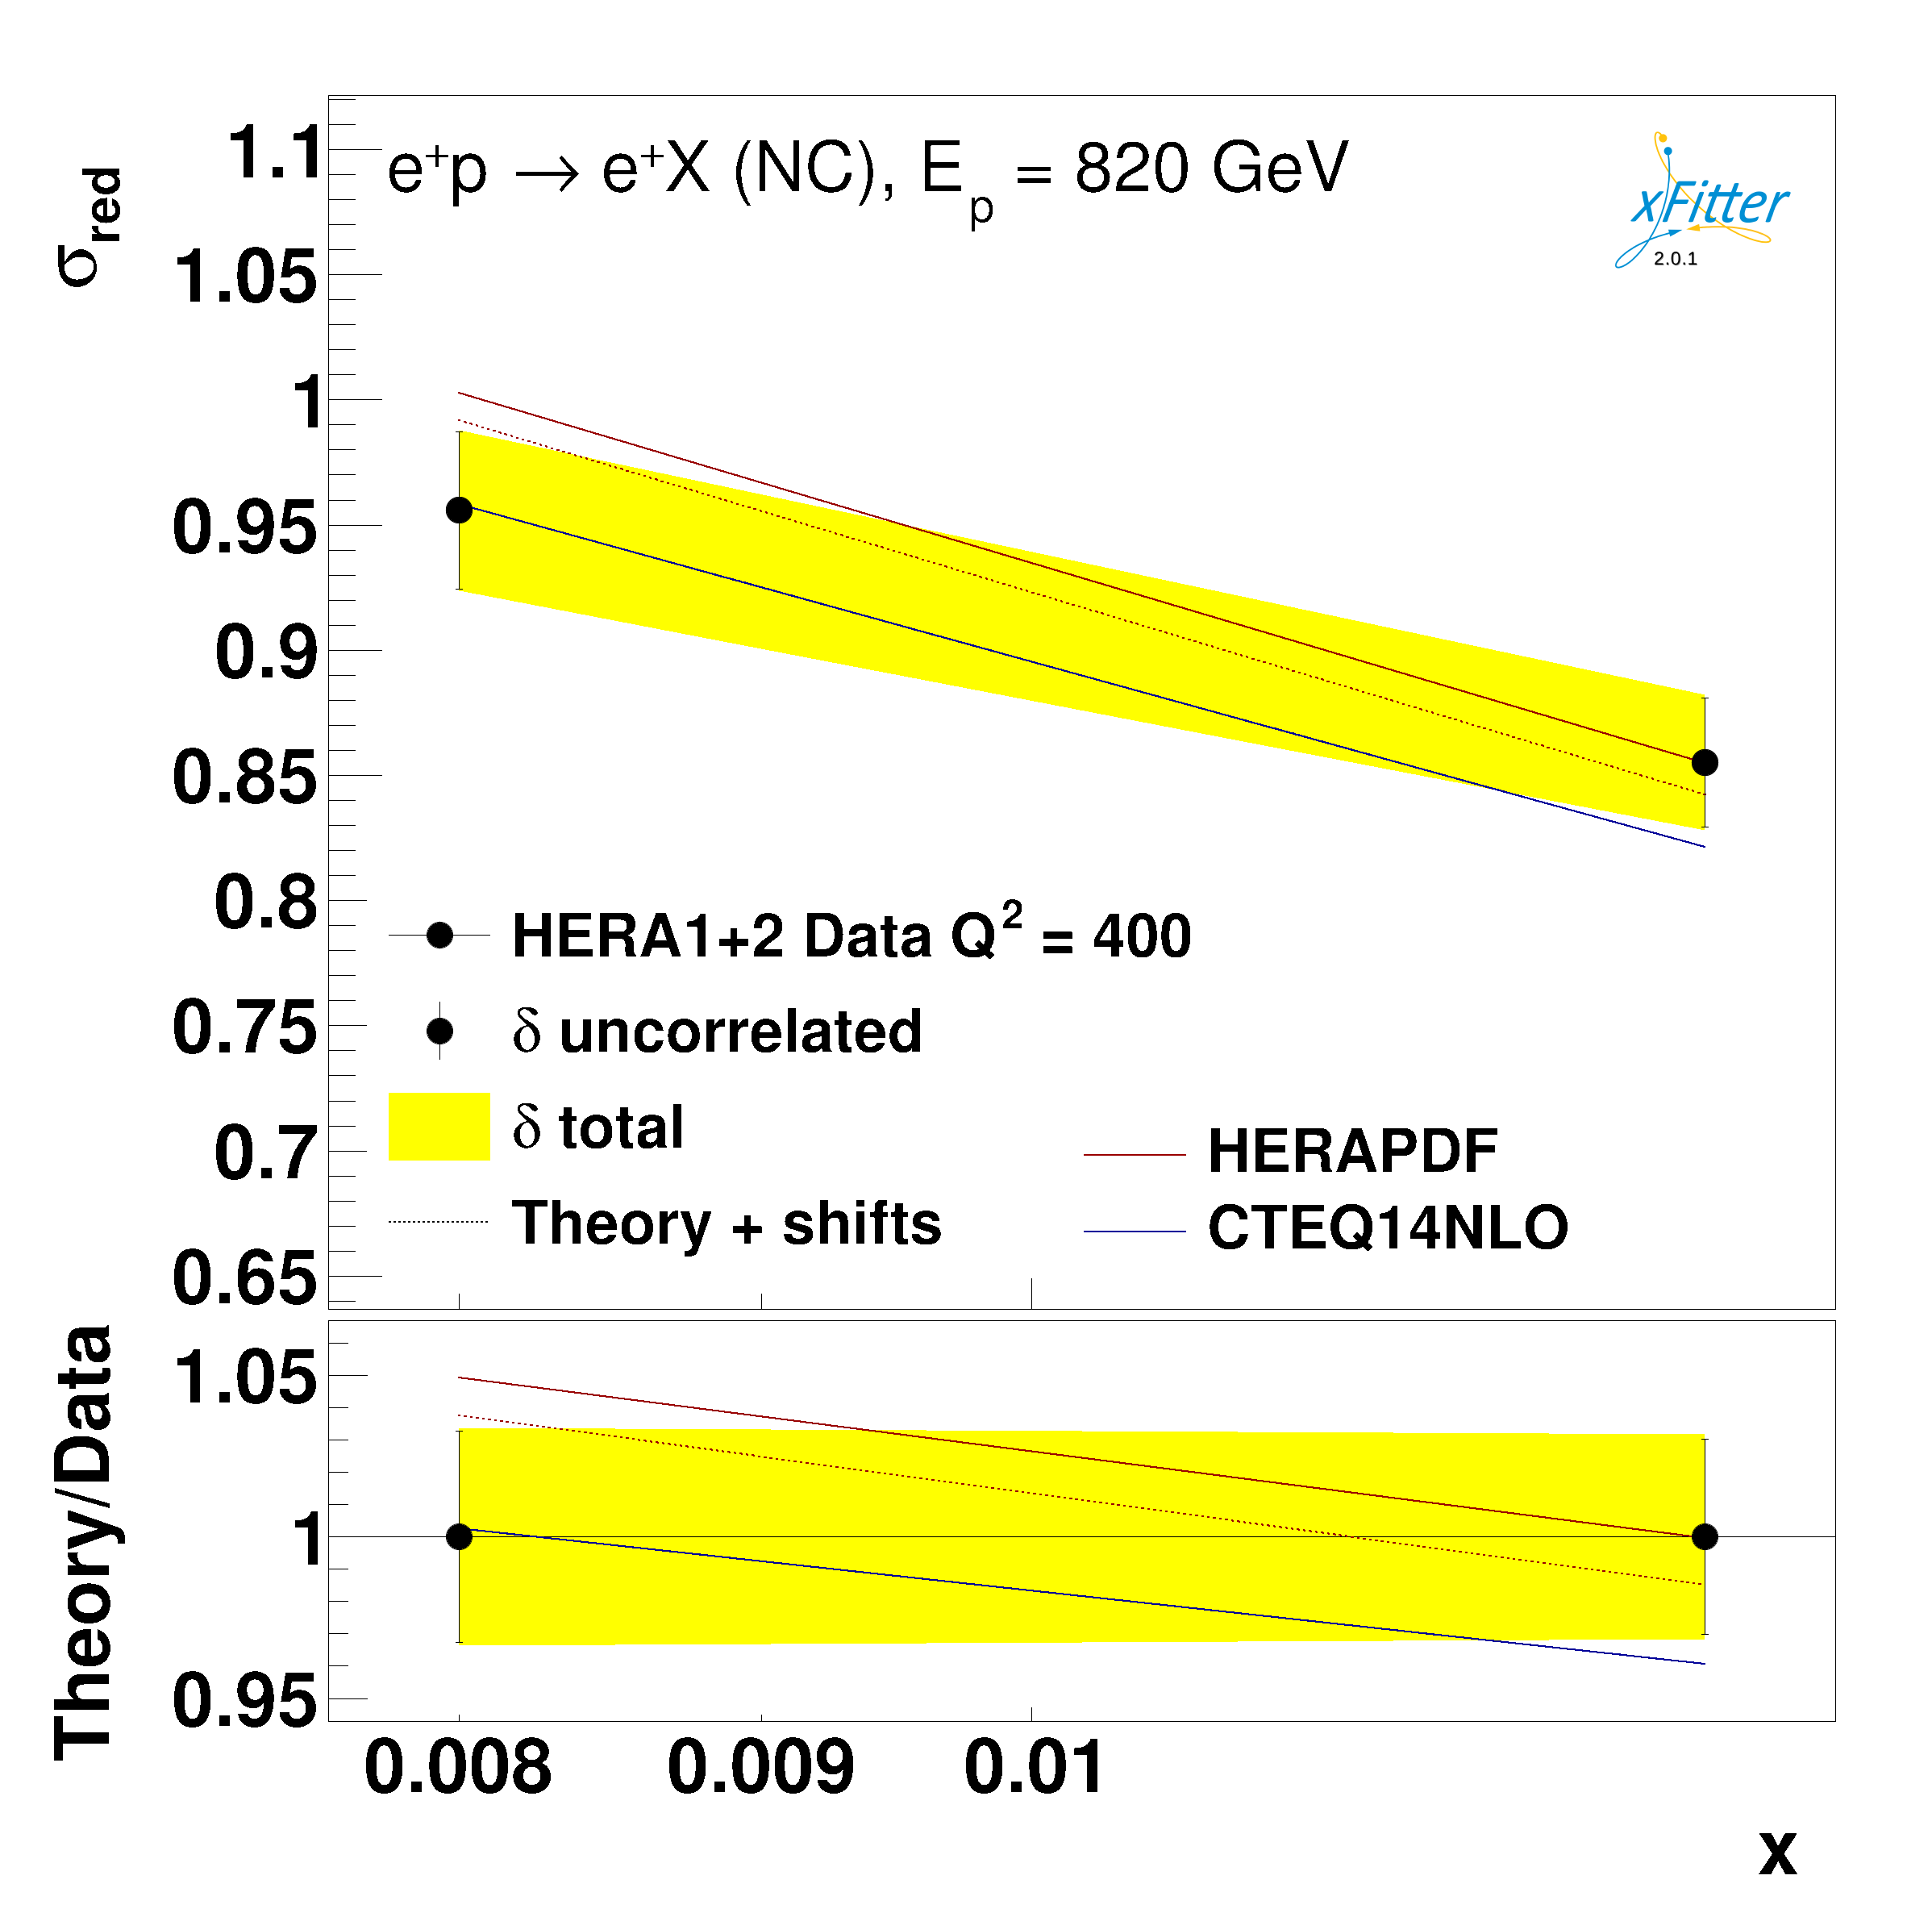 σred
1.1
1.05
1
0.95
0.9
0.85
0.8
0.75
0.7
0.65
e⁺p → e⁺X (NC), Eₚ = 820 GeV
xFitter
2.0.1
HERA1+2 Data Q² = 400
δ uncorrelated
δ total
Theory + shifts
HERAPDF
CTEQ14NLO
Theory/Data
1.05
1
0.95
0.008 0.009 0.01
x